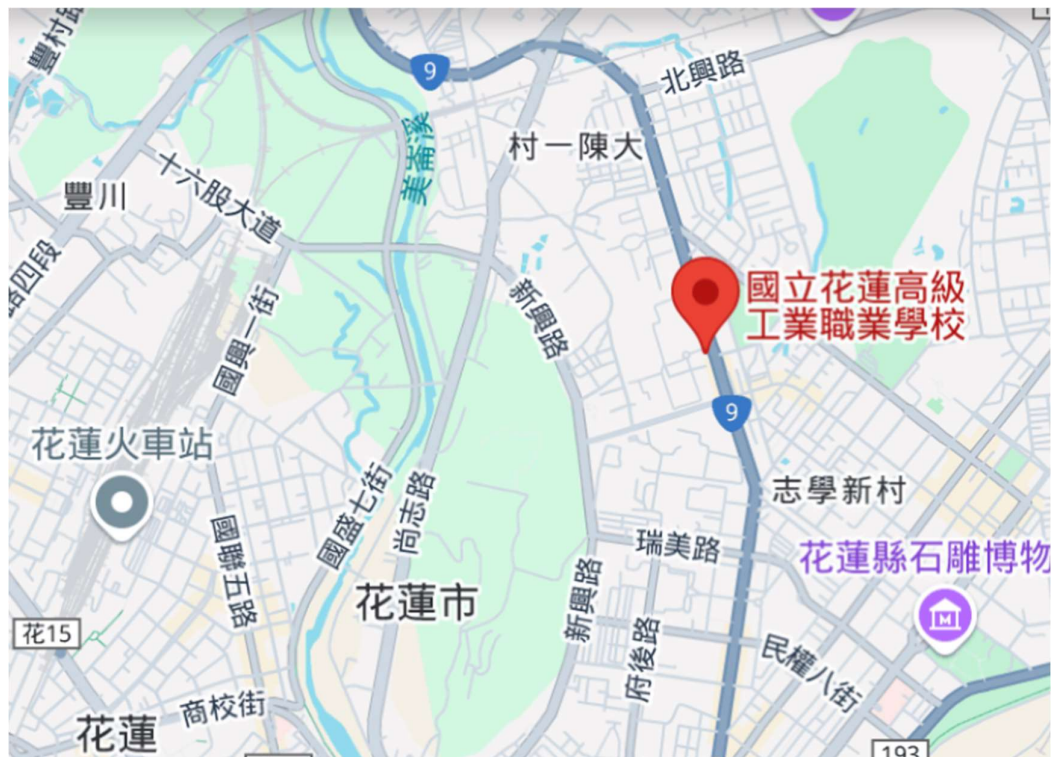 豐村路
9
北興路
村一陳大
美崙溪
豐川
十六股大道
路四段
國興一街
新興路
國立花蓮高級
工業職業學校
9
花蓮火車站
志學新村
國盛七街
尚志路
國聯五路
瑞美路
花蓮縣石雕博物
花蓮市
新興路
M
花15
府後路
民權八街
商校街
花蓮
193